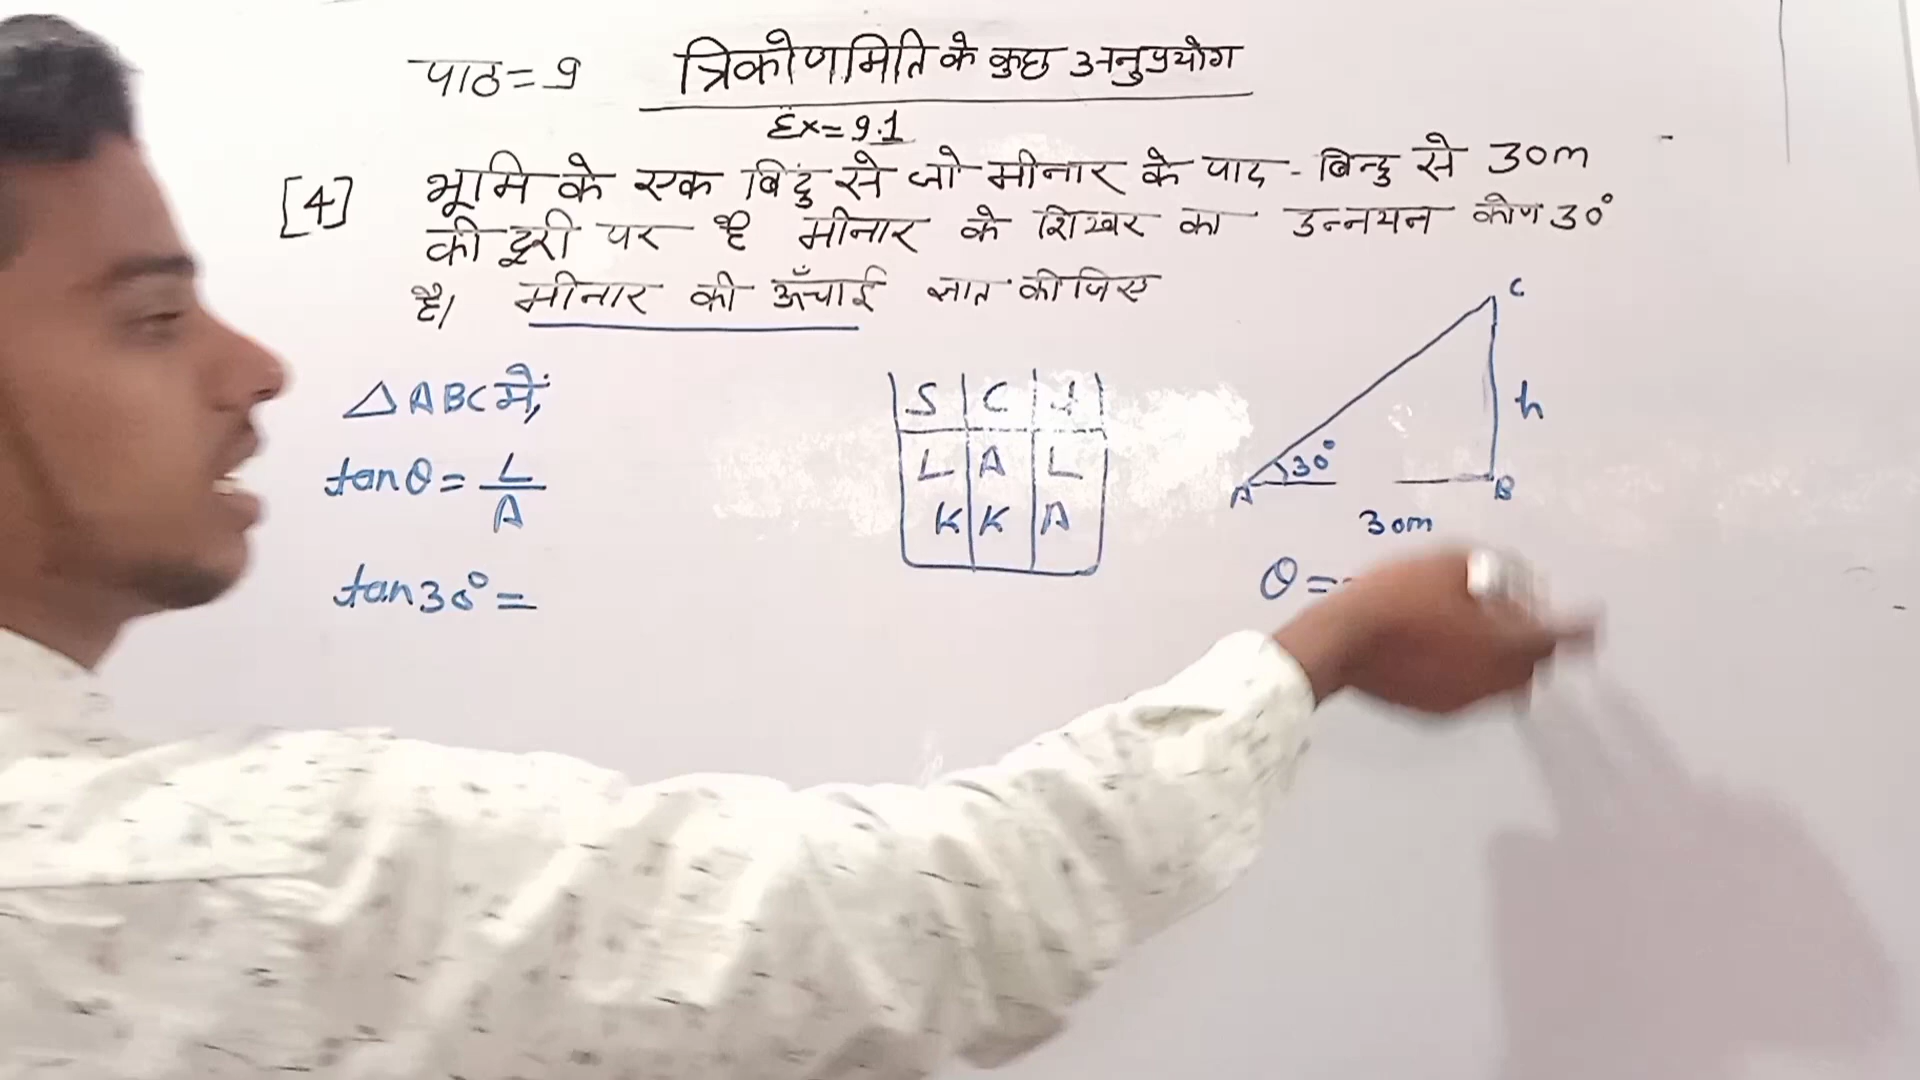 पाठ=9 त्रिकोणमिति के कुछ अनुप्रयोग
Ex=9.1
[4] भूमि के एक बिंदु से जो मीनार के पाद-बिन्दु से 30m
की दूरी पर है मीनार के शिखर का उन्नयन कोण 30°
है। मीनार की ऊँचाई ज्ञात कीजिए
△ABC में,
tanθ = L/A
tan30° =
S C
L A L
K K A
C
h
30°
A B
30m
θ =